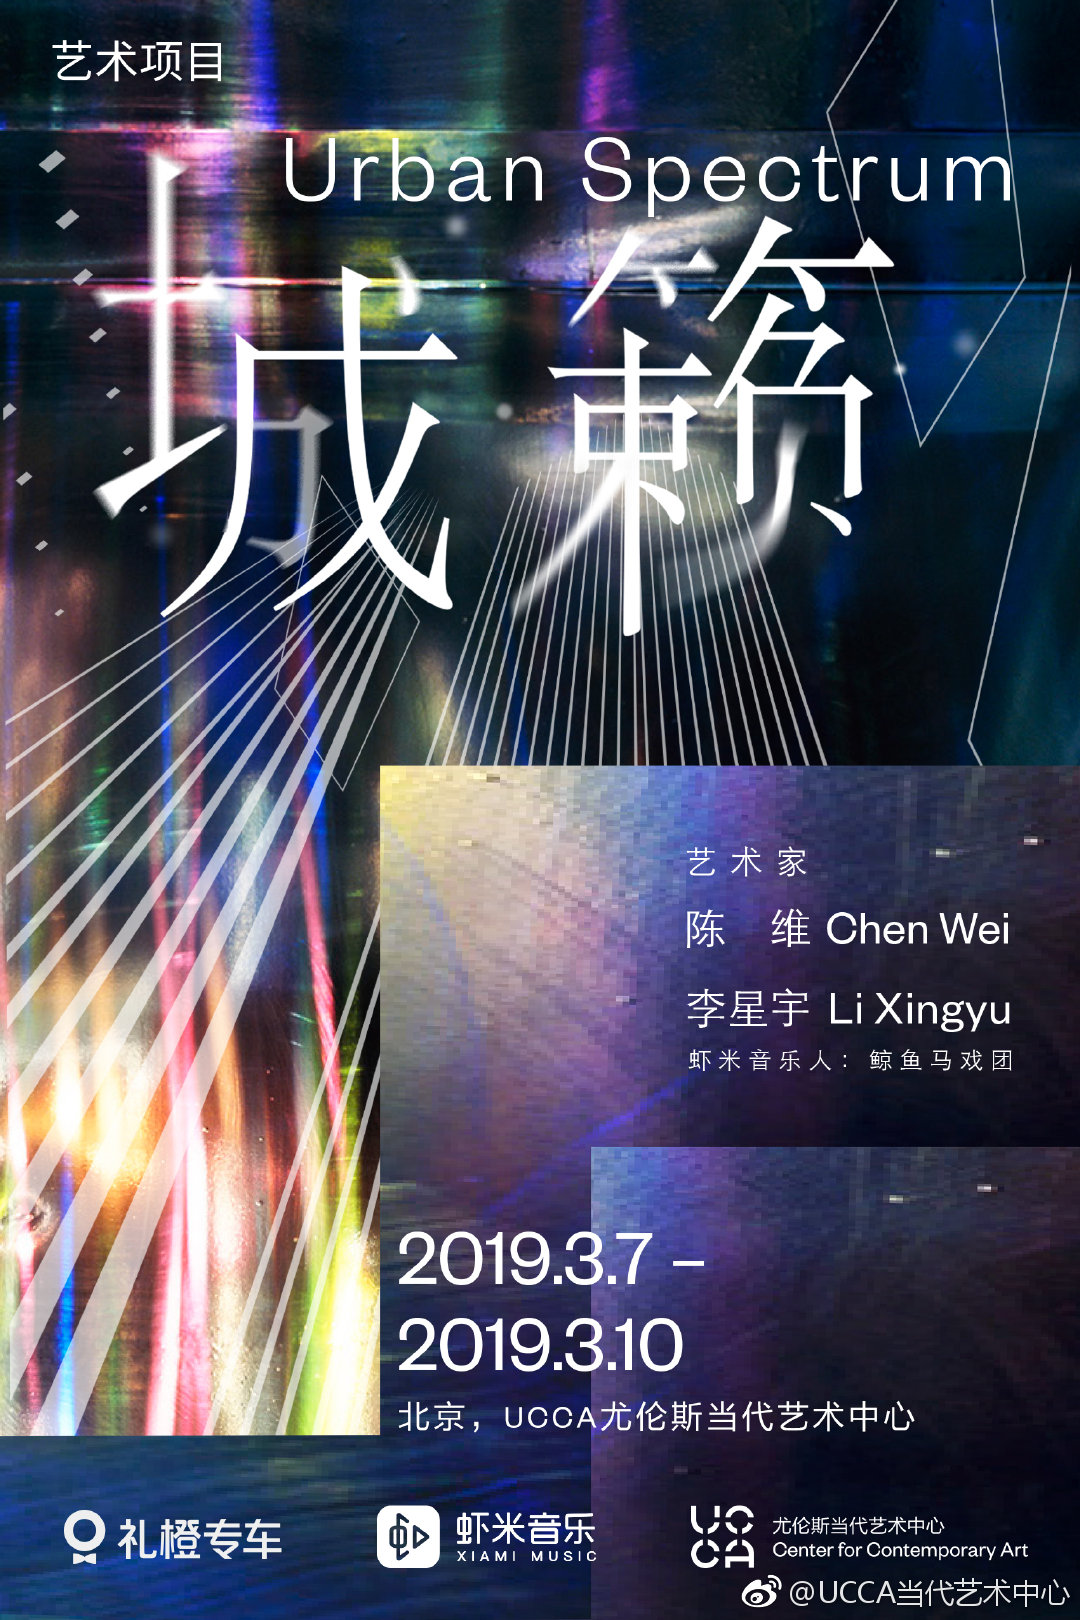 艺术项目
Urban Spectrum
城籁
艺术家
陈 维 Chen Wei
李星宇 Li Xingyu
虾米音乐人：鲸鱼马戏团
2019.3.7 –
2019.3.10
北京，UCCA尤伦斯当代艺术中心
礼橙专车
虾米音乐
XIAMI MUSIC
UCCA
尤伦斯当代艺术中心
Center for Contemporary Art
@UCCA当代艺术中心